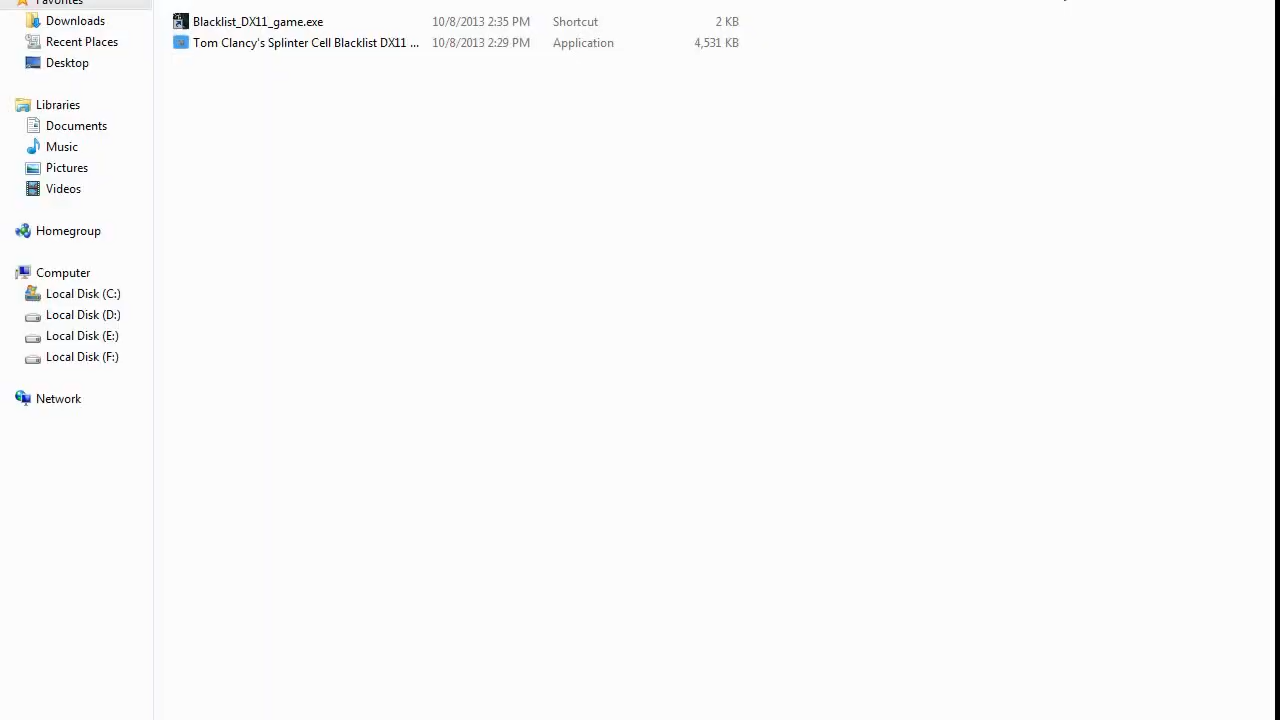 Favorites
Downloads
Recent Places
Desktop
Libraries
Documents
Music
Pictures
Videos
Homegroup
Computer
Local Disk (C:)
Local Disk (D:)
Local Disk (E:)
Local Disk (F:)
Network
Blacklist_DX11_game.exe 10/8/2013 2:35 PM Shortcut 2 KB
Tom Clancy's Splinter Cell Blacklist DX11 ... 10/8/2013 2:29 PM Application 4,531 KB